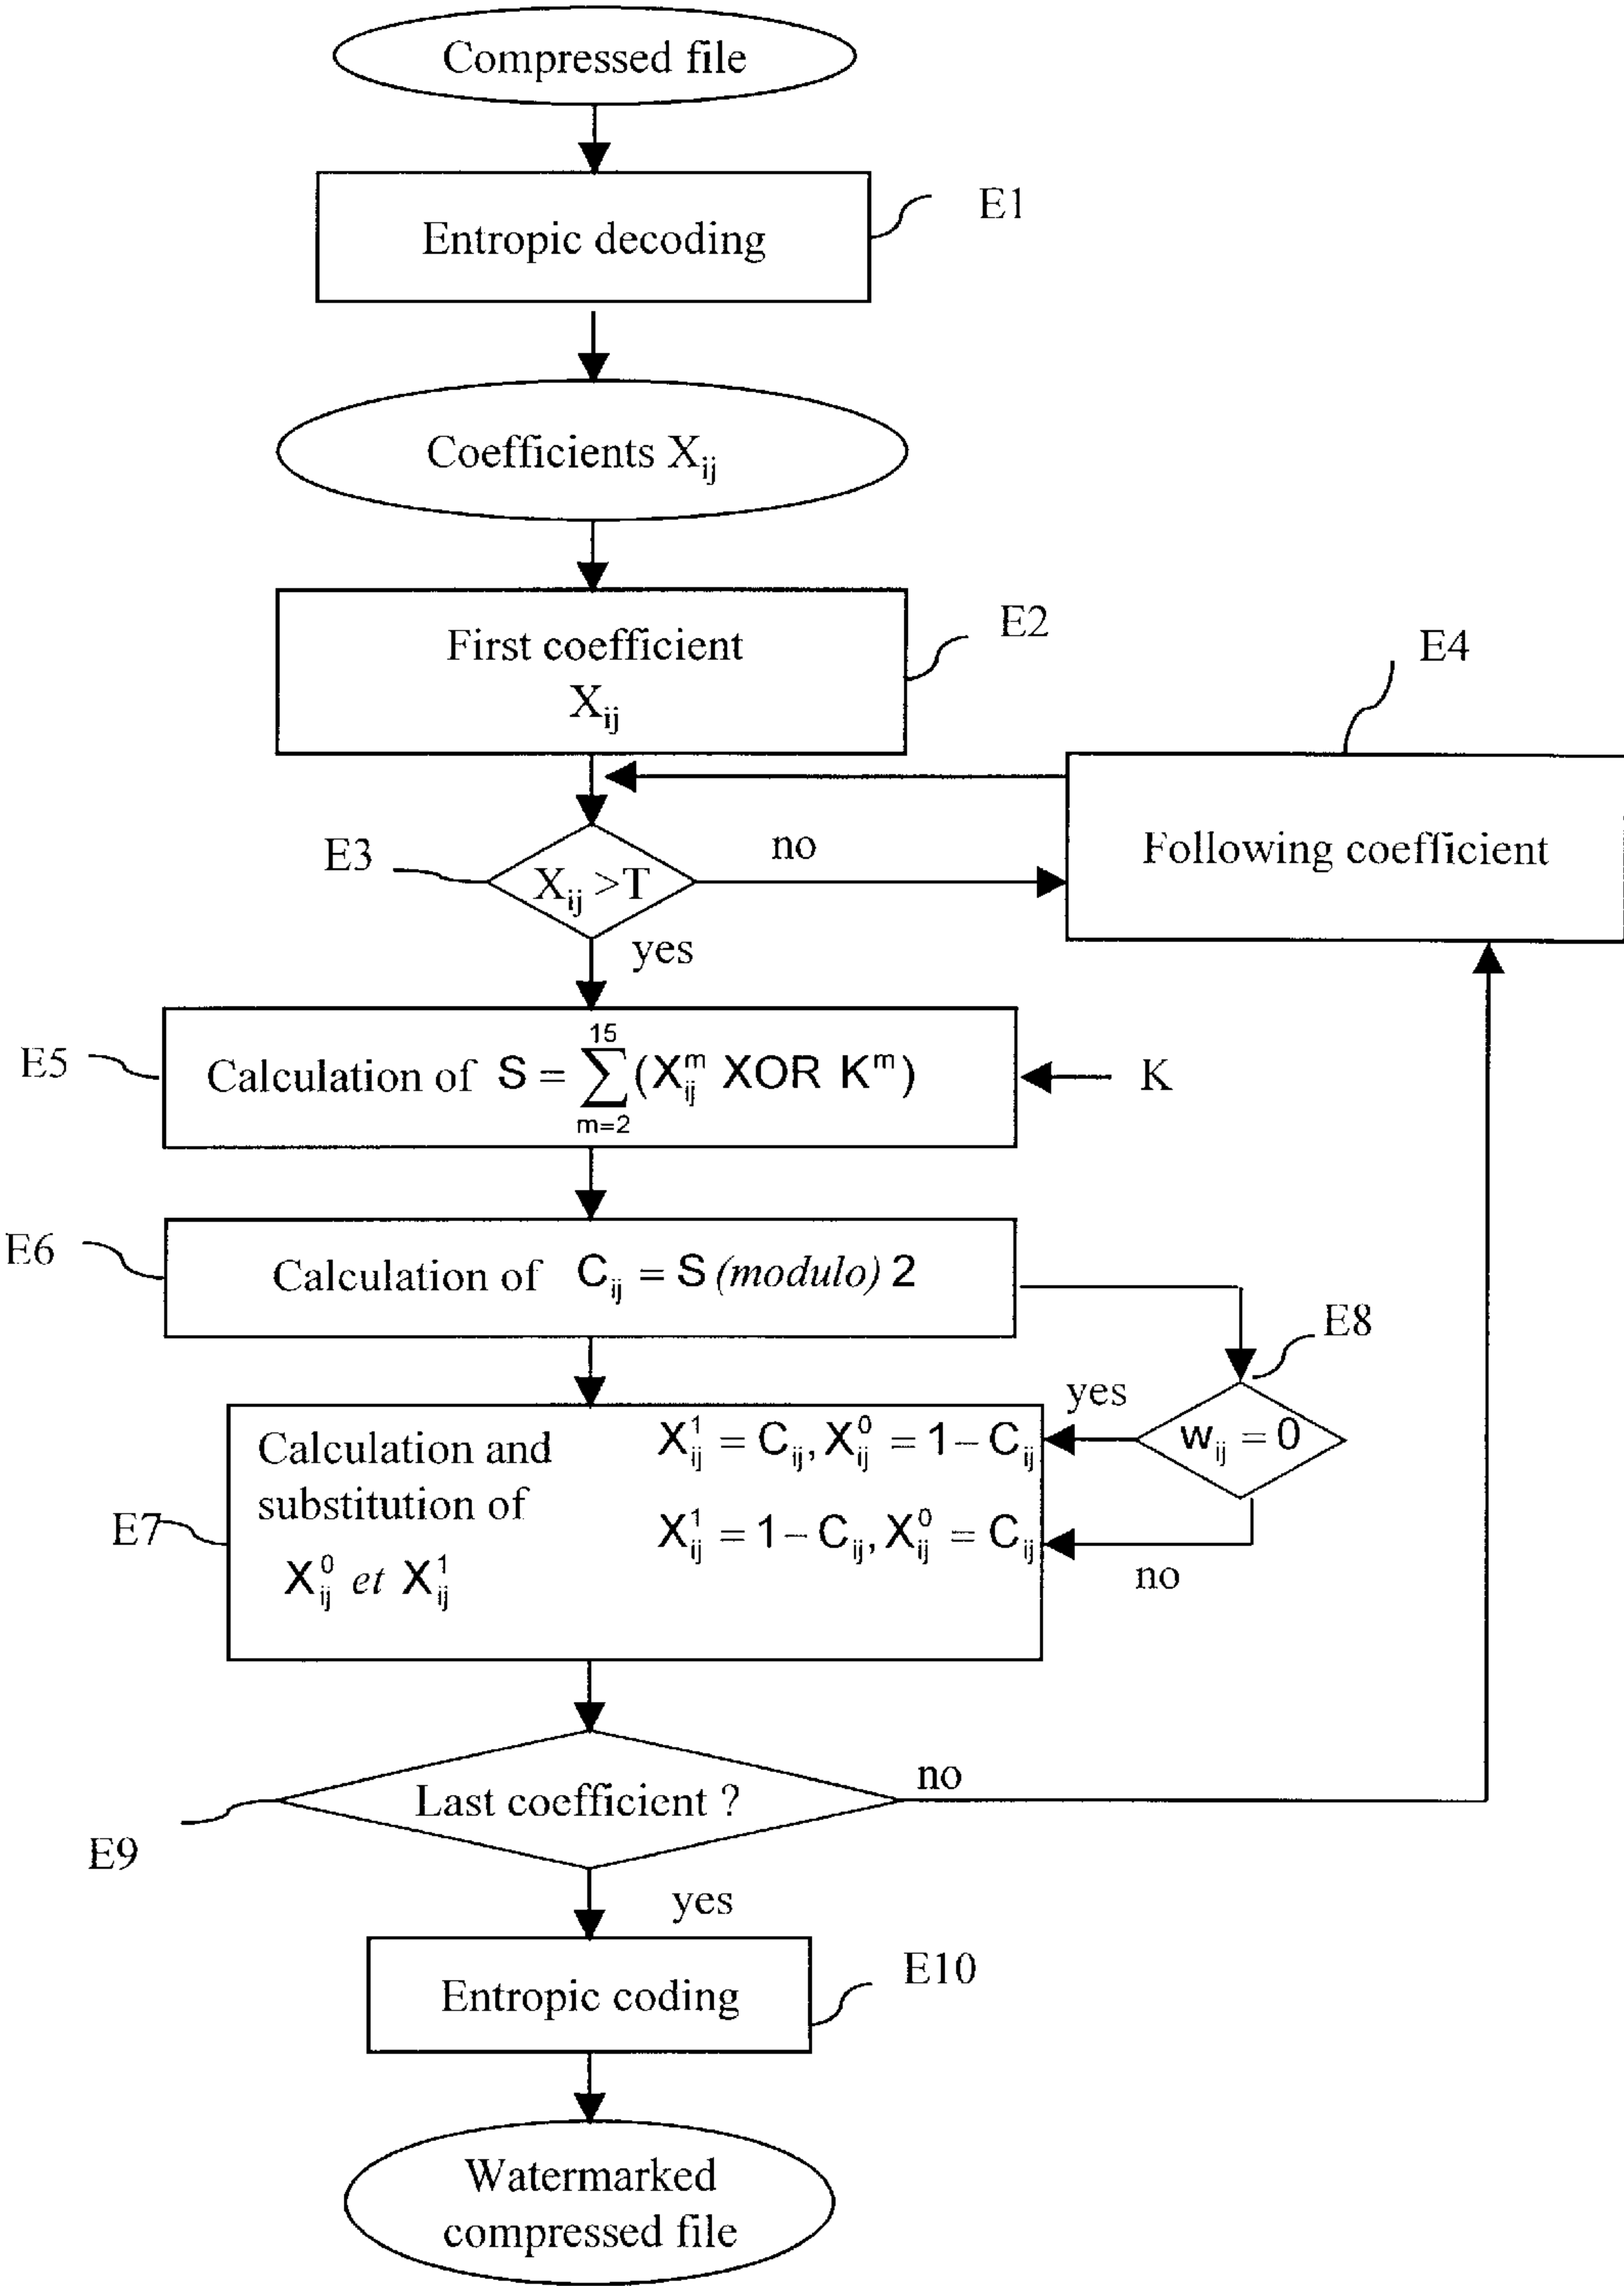 Compressed file
Entropic decoding
E1
Coefficients X_ij
First coefficient
X_ij
E2
E4
Following coefficient
E3
X_ij >T
no
yes
E5
Calculation of S = ∑_{m=2}^{15} (X_ij^m XOR K^m)
K
E6
Calculation of C_ij = S (modulo) 2
E8
yes
w_ij = 0
no
E7
Calculation and
substitution of
X_ij^0 et X_ij^1
X_ij^1 = C_ij, X_ij^0 = 1– C_ij
X_ij^1 = 1– C_ij, X_ij^0 = C_ij
Last coefficient ?
no
E9
yes
Entropic coding
E10
Watermarked
compressed file